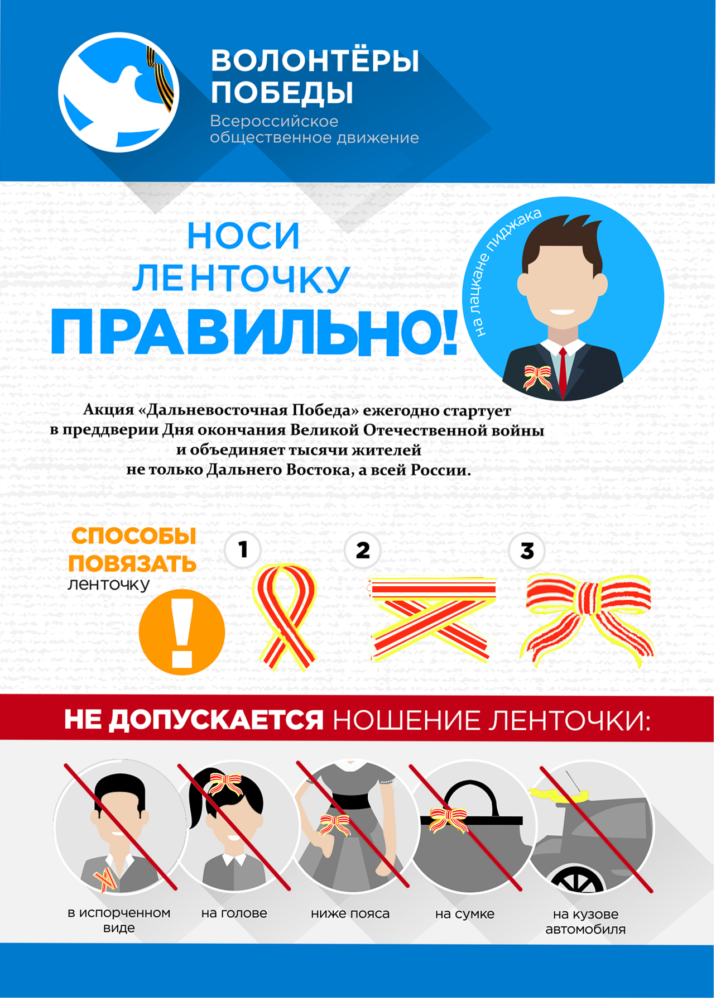 ВОЛОНТЁРЫ
ПОБЕДЫ
Всероссийское
общественное движение
НОСИ
ЛЕНТОЧКУ
ПРАВИЛЬНО!
на лацкане пиджака
Акция «Дальневосточная Победа» ежегодно стартует
в преддверии Дня окончания Великой Отечественной войны
и объединяет тысячи жителей
не только Дальнего Востока, а всей России.
СПОСОБЫ
ПОВЯЗАТЬ
ленточку
!
1
2
3
НЕ ДОПУСКАЕТСЯ НОШЕНИЕ ЛЕНТОЧКИ:
в испорченном
виде
на голове
ниже пояса
на сумке
на кузове
автомобиля